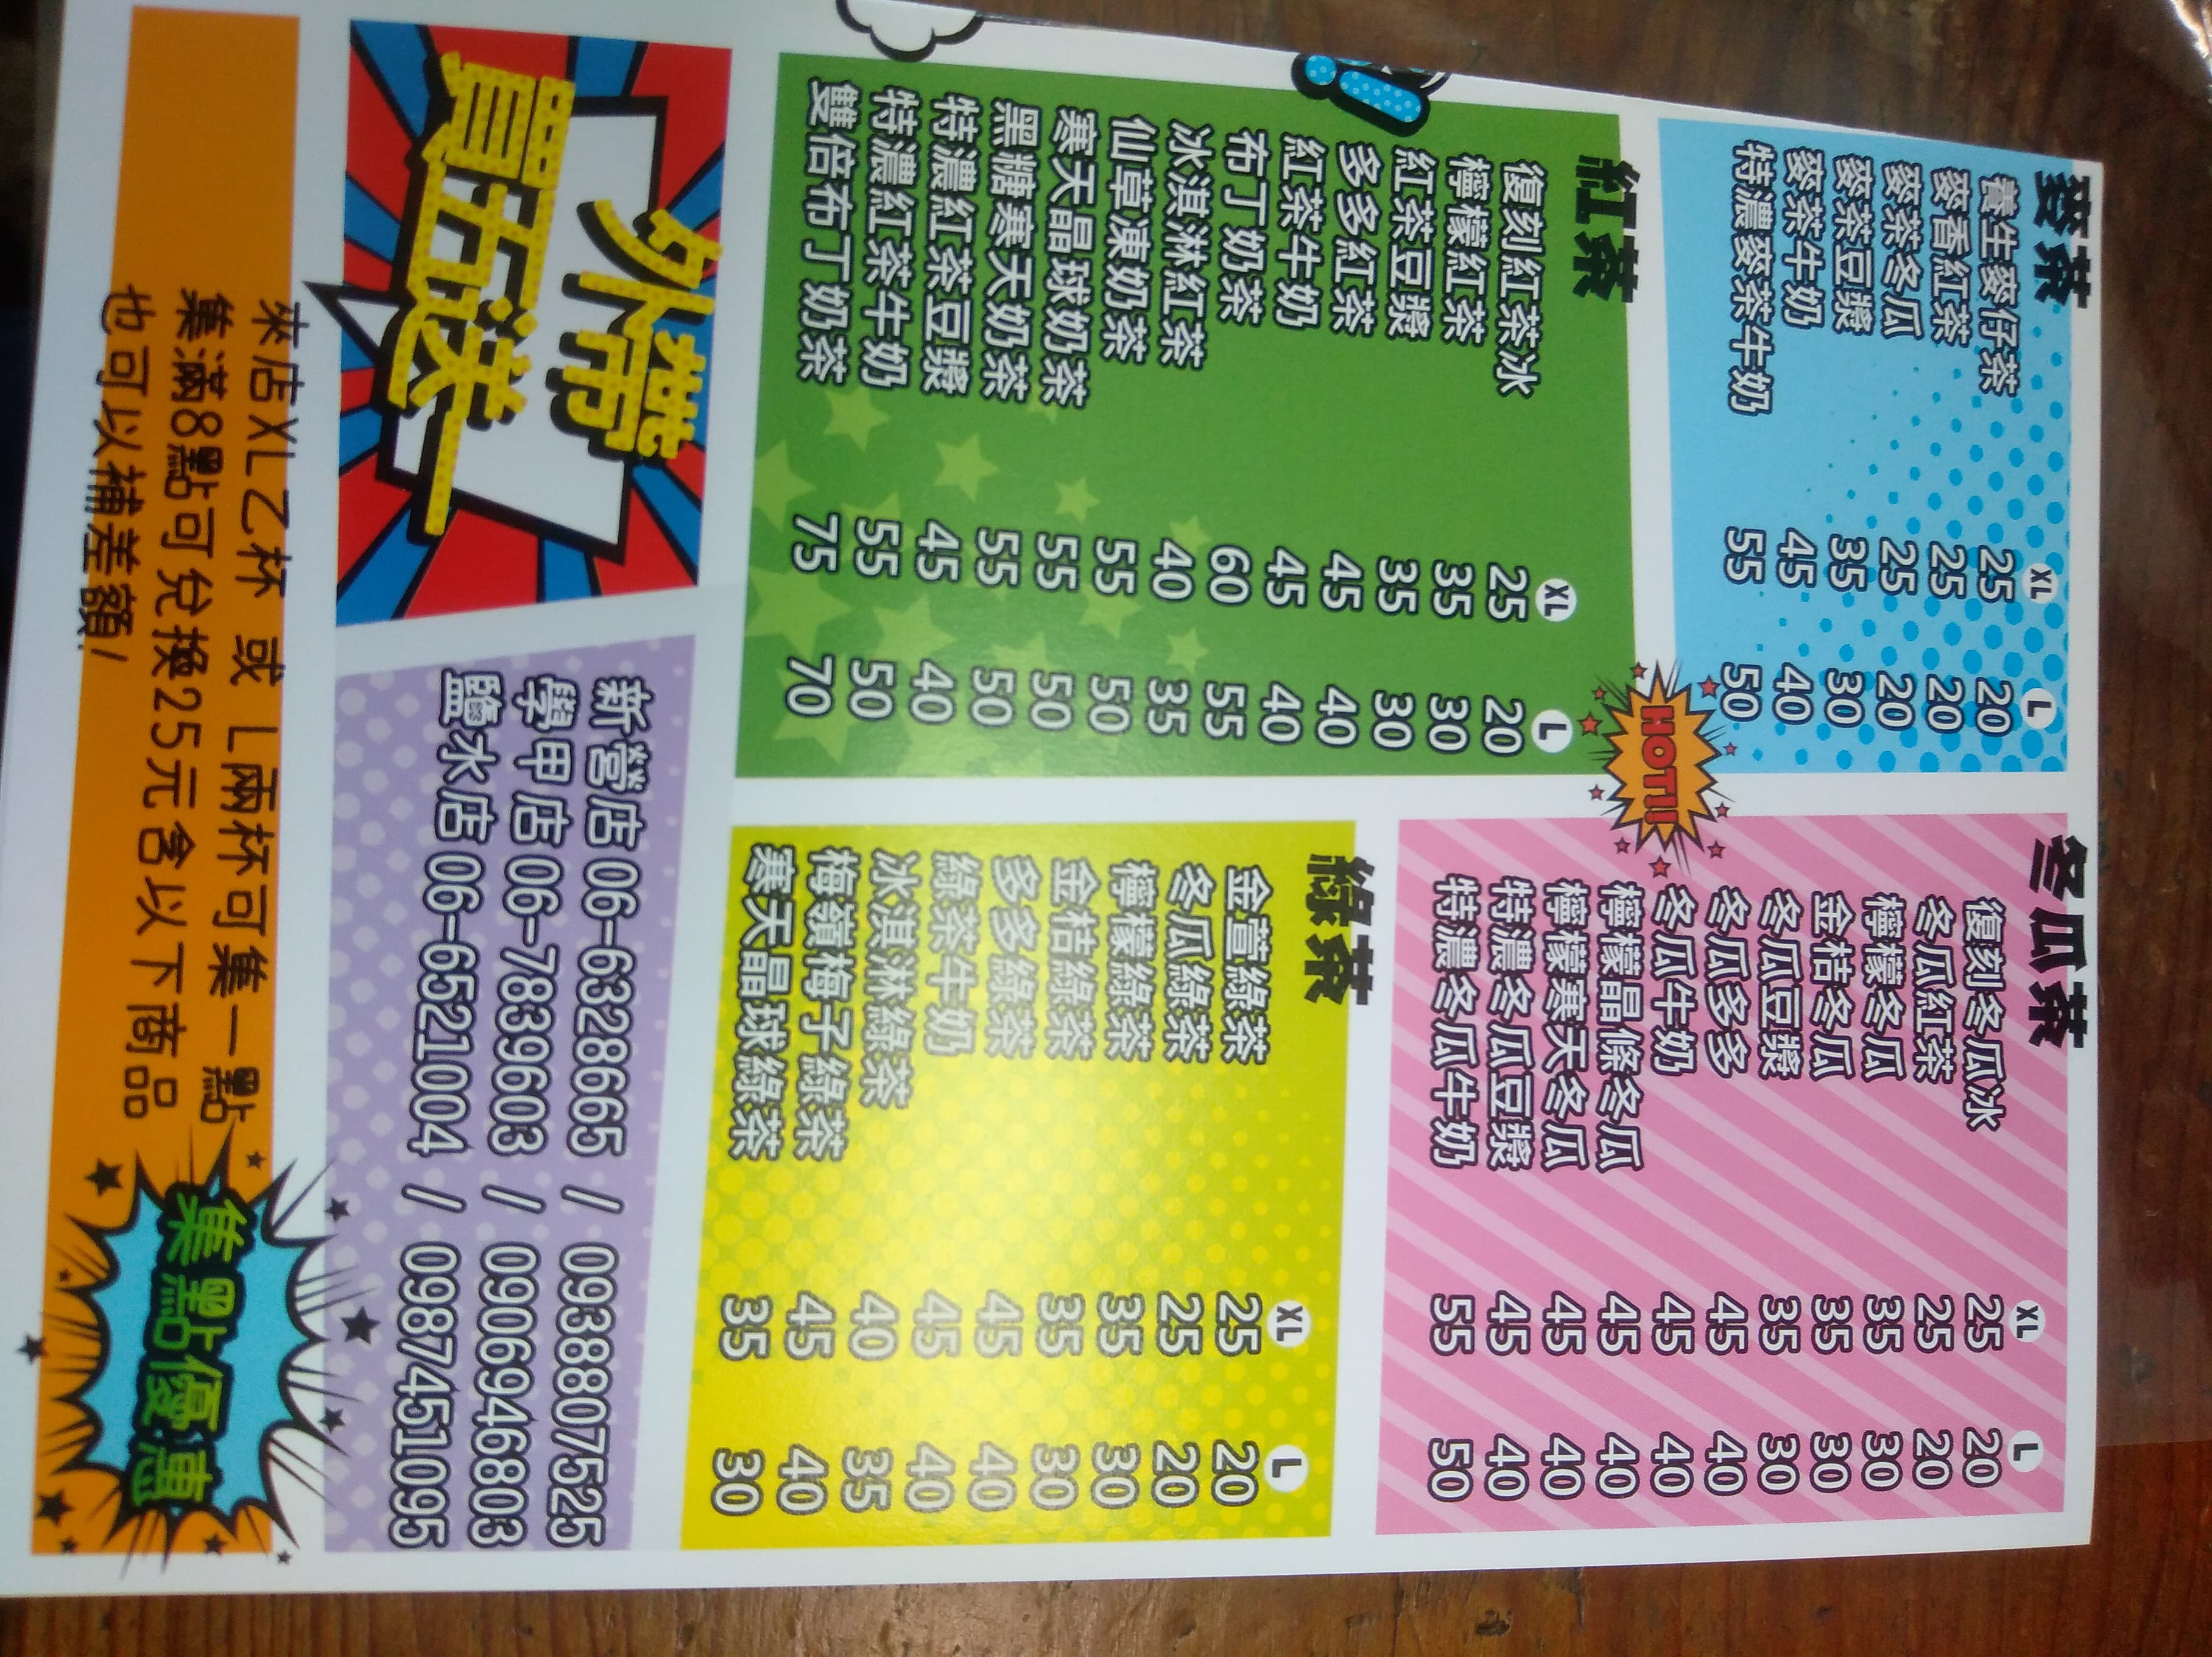 麥茶
XL L
養生麥仔茶 25 20
麥香紅茶 25 20
麥茶冬瓜 25 20
麥茶豆漿 35 30
麥茶牛奶 45 40
特濃麥茶牛奶 55 50
HOT!!
紅茶
XL L
復刻紅茶冰 25 20
檸檬紅茶 35 30
紅茶豆漿 35 30
多多紅茶 45 40
紅茶牛奶 45 40
布丁奶茶 60 55
冰淇淋紅茶 40 35
仙草凍奶茶 55 50
寒天晶球奶茶 55 50
黑糖寒天奶茶 55 50
特濃紅茶豆漿 45 40
特濃紅茶牛奶 55 50
雙倍布丁奶茶 75 70
冬瓜茶
XL L
復刻冬瓜冰 25 20
冬瓜紅茶 25 20
檸檬冬瓜 35 30
金桔冬瓜 35 30
冬瓜豆漿 35 30
冬瓜多多 45 40
冬瓜牛奶 45 40
檸檬晶條冬瓜 45 40
檸檬寒天冬瓜 45 40
特濃冬瓜豆漿 45 40
特濃冬瓜牛奶 55 50
綠茶
XL L
金萱綠茶 25 20
冬瓜綠茶 25 20
檸檬綠茶 35 30
金桔綠茶 35 30
多多綠茶 45 40
綠茶牛奶 45 40
冰淇淋綠茶 40 35
梅嶺梅子綠茶 45 40
寒天晶球綠茶 35 30
外帶
買五送一
新營店06-6328665 / 0938807525
學甲店06-7839603 / 0906946803
鹽水店06-6521004 / 0987451095
來店XL乙杯 或 L兩杯可集一點
集滿8點可兌換25元含以下商品
也可以補差額!
集點優惠